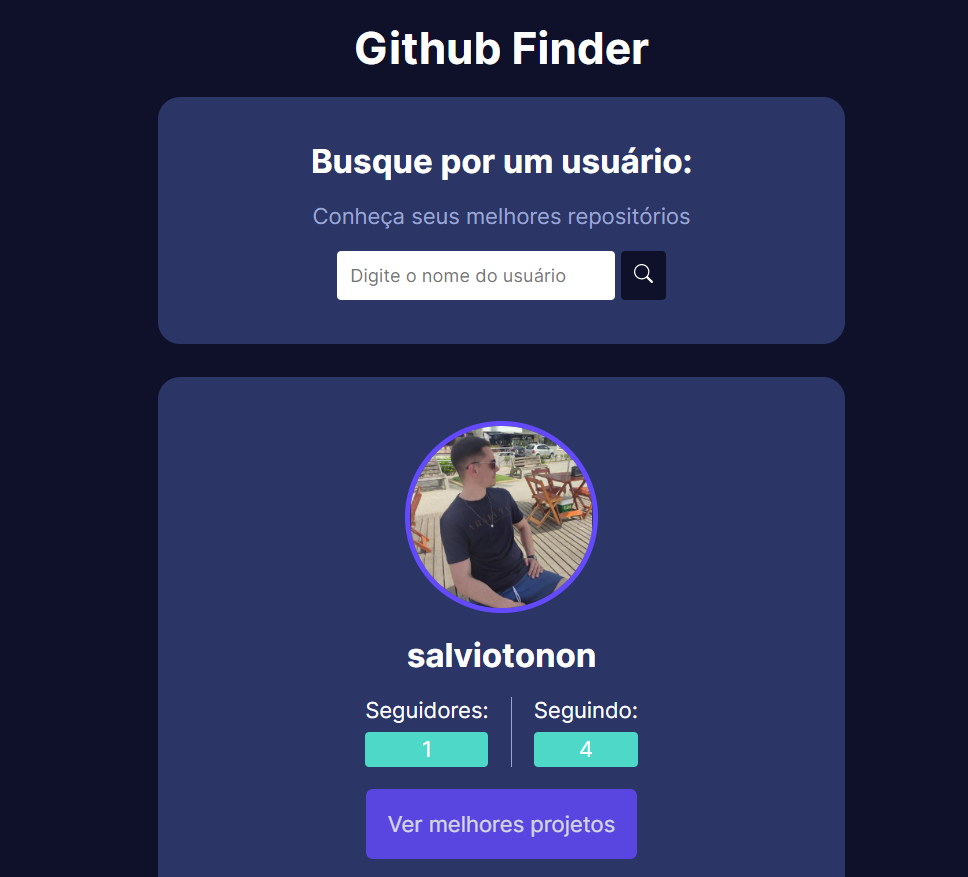 Github Finder
Busque por um usuário:
Conheça seus melhores repositórios
Digite o nome do usuário
salviotonon
Seguidores:
Seguindo:
1
4
Ver melhores projetos